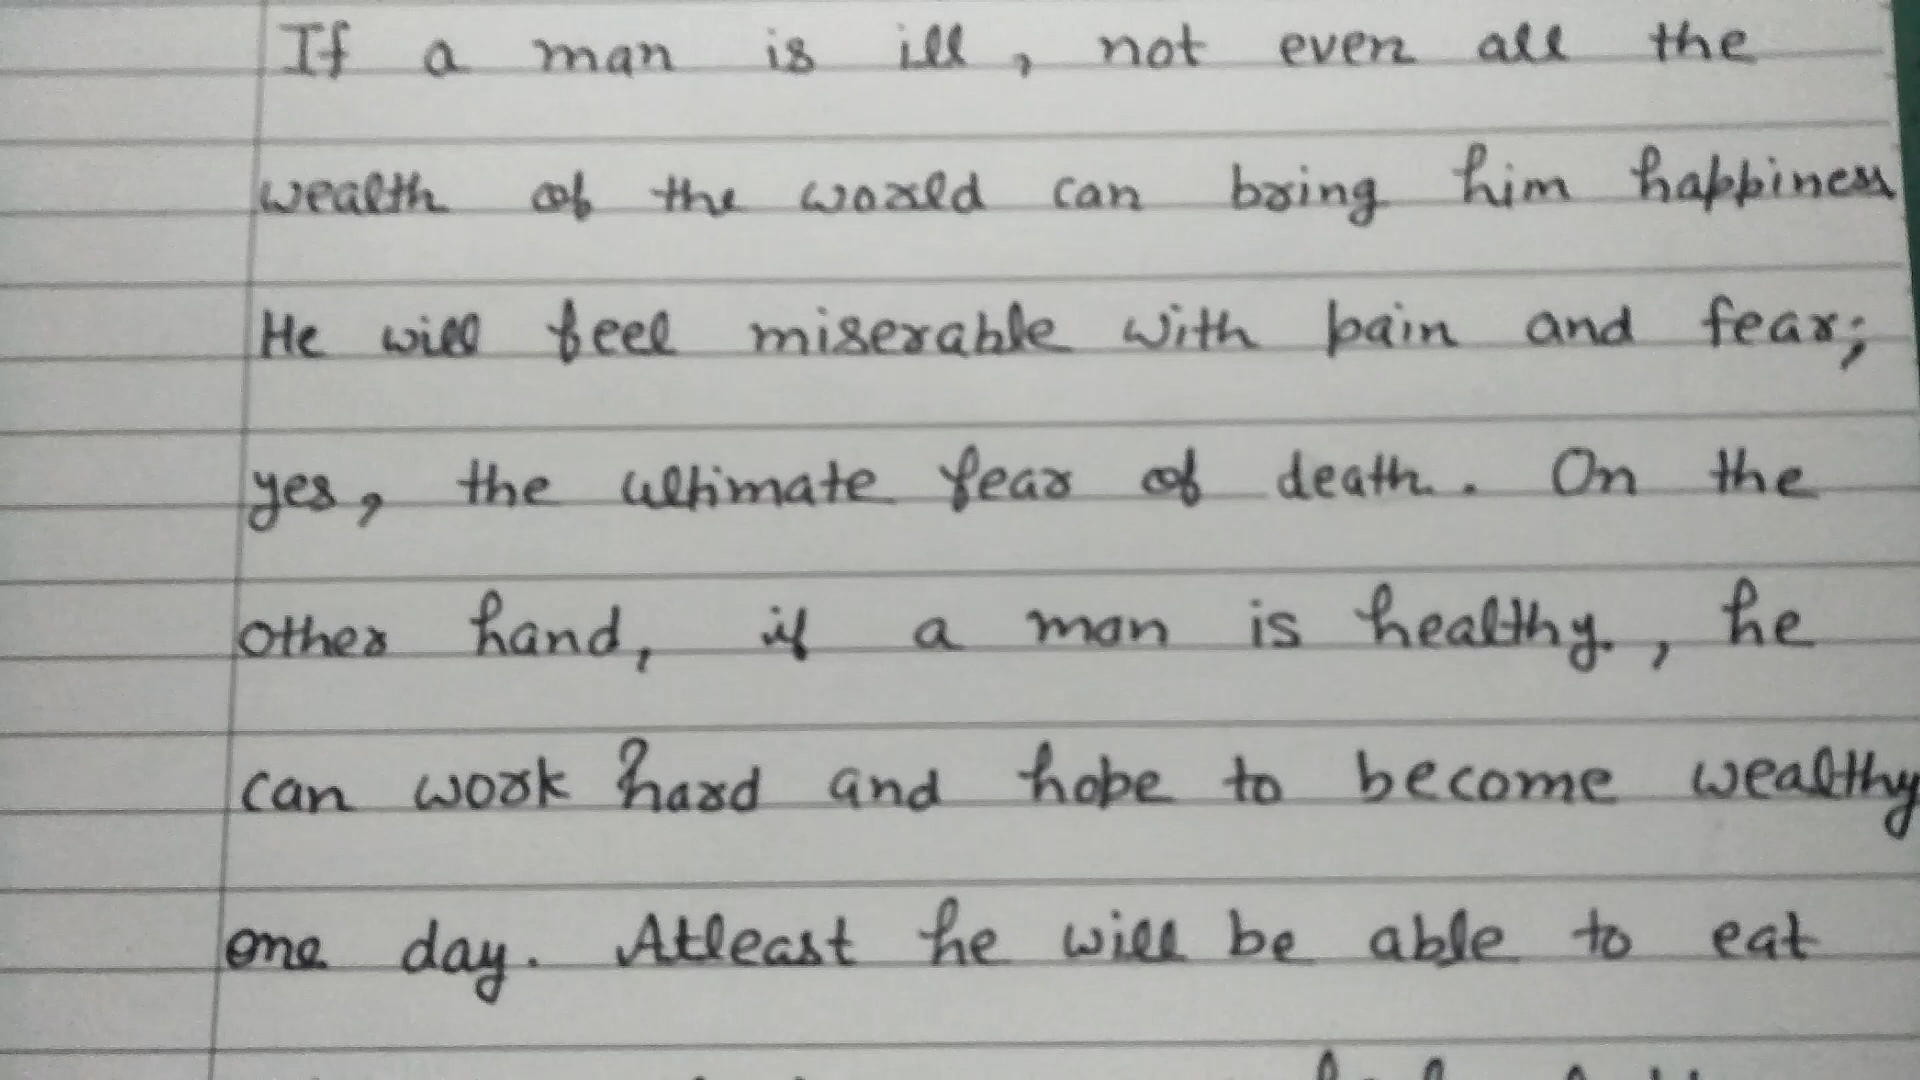 If a man is ill, not even all the
wealth of the world can bring him happiness
He will feel miserable with pain and fear;
yes, the ultimate fear of death. On the
other hand, if a man is healthy, he
can work hard and hope to become wealthy
one day. Atleast he will be able to eat